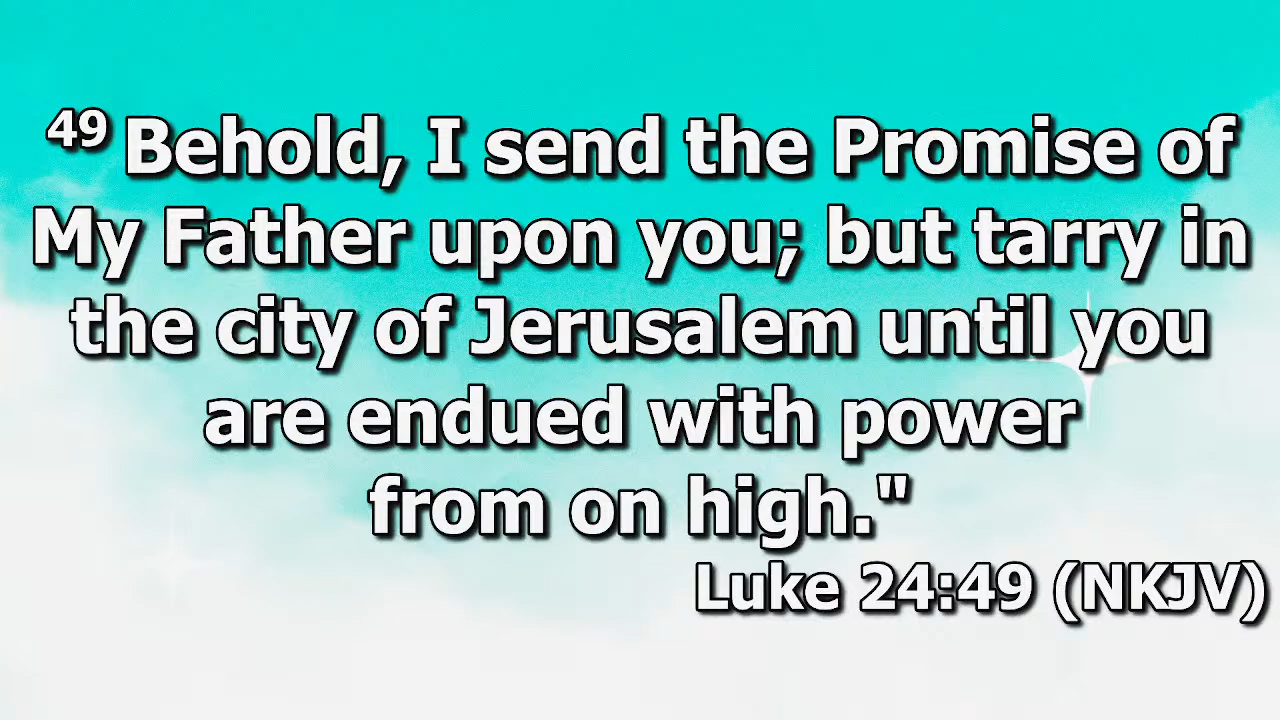 49 Behold, I send the Promise of
My Father upon you; but tarry in
the city of Jerusalem until you
are endued with power
from on high."
Luke 24:49 (NKJV)